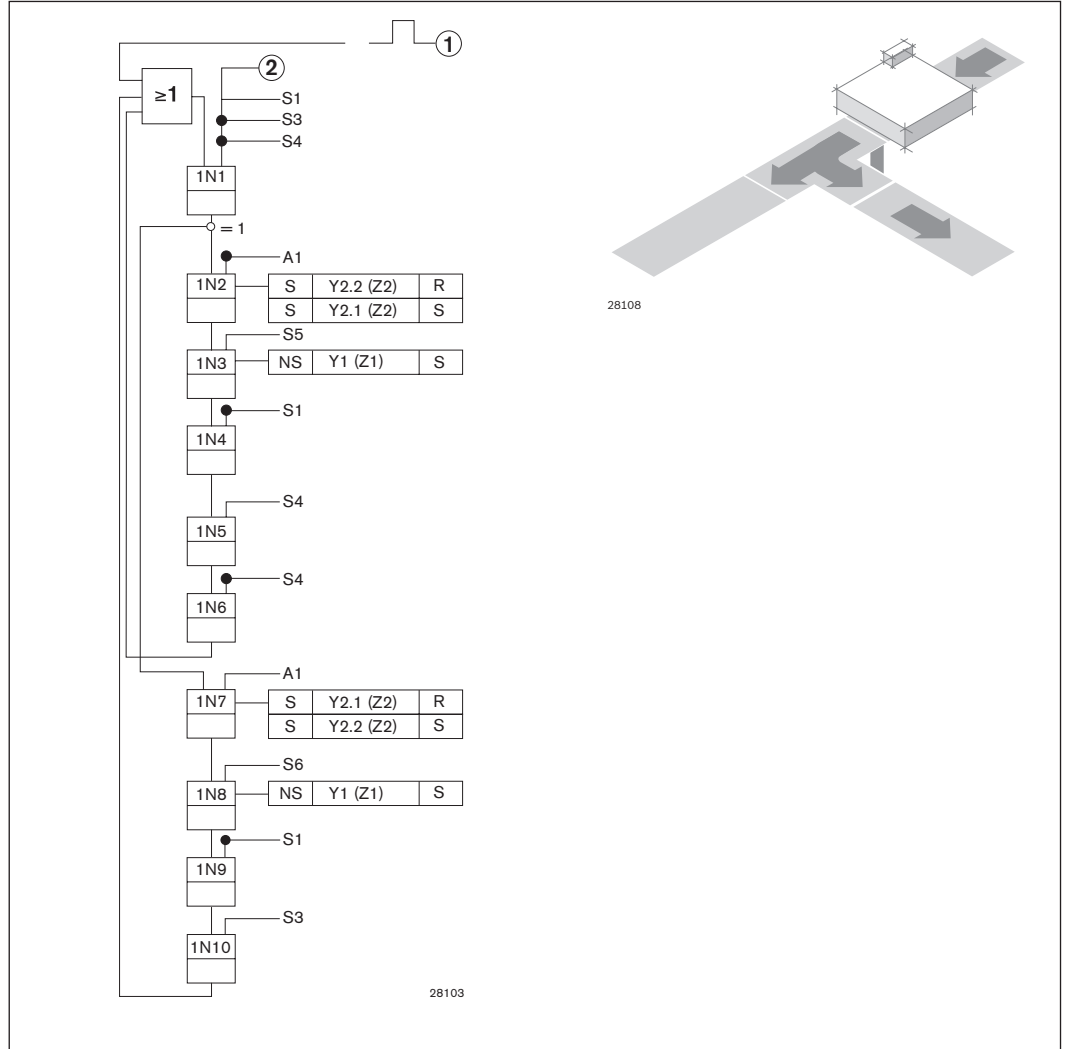 1
2
≥1
S1
S3
S4
1N1
= 1
A1
1N2 S Y2.2 (Z2) R
S Y2.1 (Z2) S
S5
1N3 NS Y1 (Z1) S
S1
1N4
S4
1N5
S4
1N6
A1
1N7 S Y2.1 (Z2) R
S Y2.2 (Z2) S
S6
1N8 NS Y1 (Z1) S
S1
1N9
S3
1N10
28103
28108